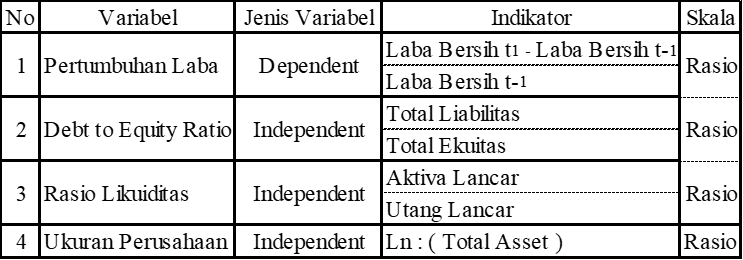 No Variabel Jenis Variabel Indikator Skala
1 Pertumbuhan Laba Dependent Laba Bersih t1 - Laba Bersih t-1 Rasio
Laba Bersih t-1
2 Debt to Equity Ratio Independent Total Liabilitas Rasio
Total Ekuitas
3 Rasio Likuiditas Independent Aktiva Lancar Rasio
Utang Lancar
4 Ukuran Perusahaan Independent Ln : ( Total Asset ) Rasio